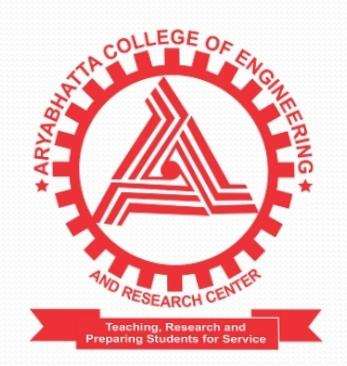 ★ ARYABHATTA COLLEGE OF ENGINEERING ★
AND RESEARCH CENTER
Teaching, Research and
Preparing Students for Service